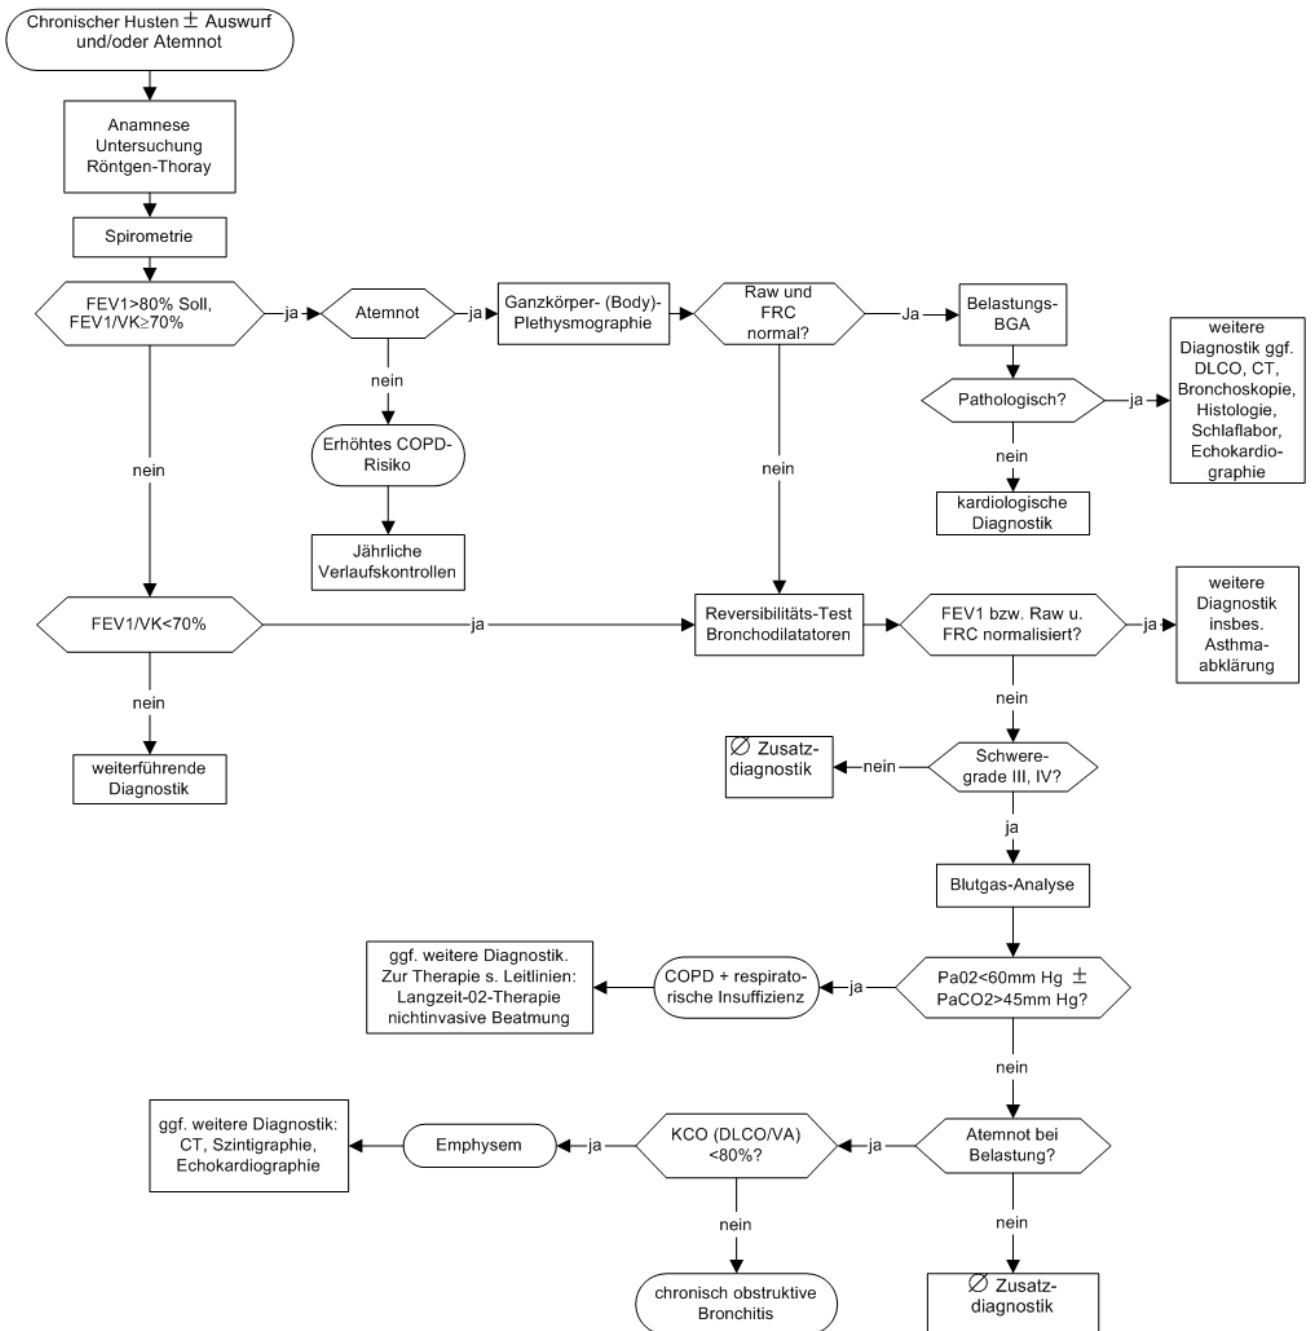 Chronischer Husten ± Auswurf
und/oder Atemnot
Anamnese
Untersuchung
Röntgen-Thoray
Spirometrie
FEV1>80% Soll,
FEV1/VK≥70%
ja
Atemnot
ja
Ganzkörper- (Body)-
Plethysmographie
Raw und
FRC
normal?
Ja
Belastungs-
BGA
weitere
Diagnostik ggf.
DLCO, CT,
Bronchoskopie,
Histologie,
Schlaflabor,
Echokardio-
graphie
nein
Pathologisch?
ja
Erhöhtes COPD-
Risiko
nein
nein
nein
kardiologische
Diagnostik
Jährliche
Verlaufskontrollen
FEV1/VK<70%
ja
Reversibilitäts-Test
Bronchodilatatoren
FEV1 bzw. Raw u.
FRC normalisiert?
ja
weitere
Diagnostik
insbes.
Asthma-
abklärung
nein
nein
weiterführende
Diagnostik
∅ Zusatz-
diagnostik
nein
Schwere-
grade III, IV?
ja
Blutgas-Analyse
ggf. weitere Diagnostik.
Zur Therapie s. Leitlinien:
Langzeit-02-Therapie
nichtinvasive Beatmung
COPD + respirato-
rische Insuffizienz
ja
Pa02<60mm Hg ±
PaCO2>45mm Hg?
nein
ggf. weitere Diagnostik:
CT, Szintigraphie,
Echokardiographie
Emphysem
ja
KCO (DLCO/VA)
<80%?
ja
Atemnot bei
Belastung?
nein
nein
chronisch obstruktive
Bronchitis
∅ Zusatz-
diagnostik